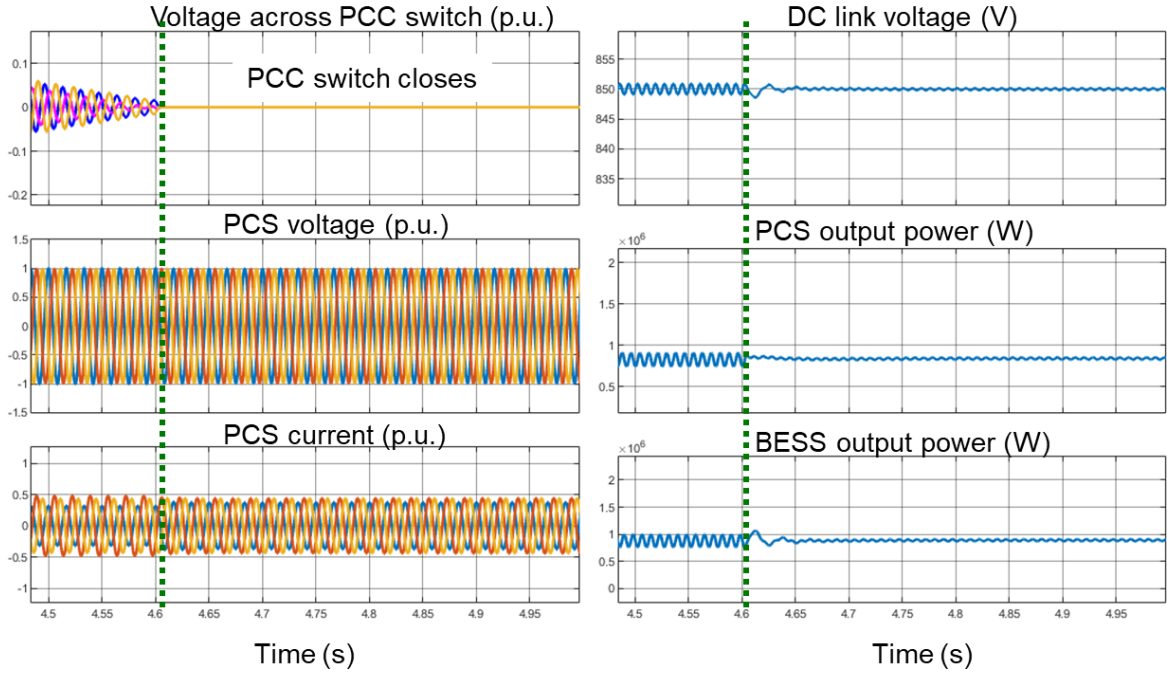 Voltage across PCC switch (p.u.)
0.1
0
-0.1
-0.2
PCC switch closes
PCS voltage (p.u.)
1.5
1
0.5
0
-0.5
-1
-1.5
PCS current (p.u.)
1
0.5
0
-0.5
-1
4.5 4.55 4.6 4.65 4.7 4.75 4.8 4.85 4.9 4.95
Time (s)
DC link voltage (V)
855
850
845
840
835
PCS output power (W)
×10⁶
2
1.5
1
0.5
BESS output power (W)
×10⁶
2
1.5
1
0.5
0
4.5 4.55 4.6 4.65 4.7 4.75 4.8 4.85 4.9 4.95
Time (s)